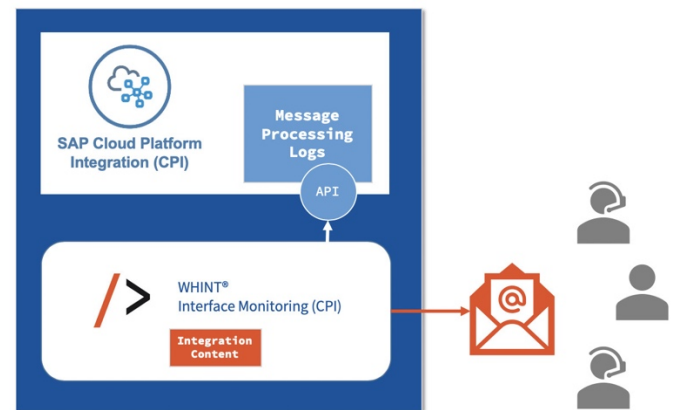 SAP Cloud Platform
Integration (CPI)
Message
Processing
Logs
API
WHINT®
Interface Monitoring (CPI)
Integration
Content
@